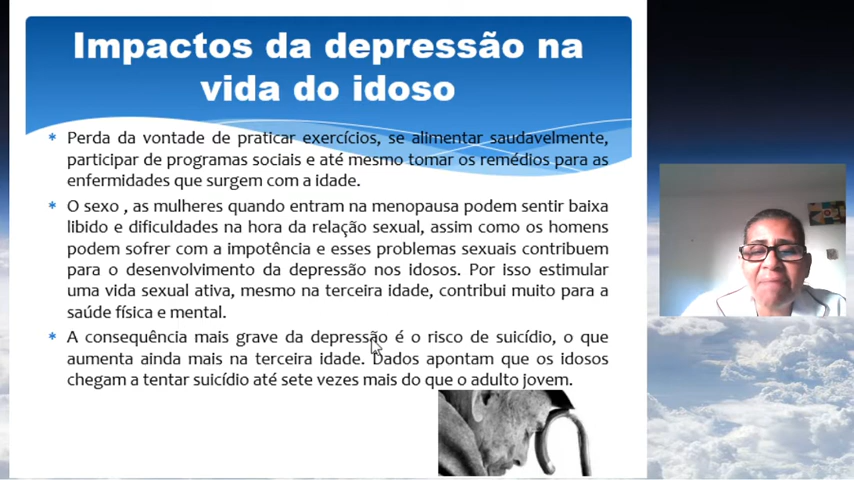 Impactos da depressão na
vida do idoso
* Perda da vontade de praticar exercícios, se alimentar saudavelmente,
participar de programas sociais e até mesmo tomar os remédios para as
enfermidades que surgem com a idade.
* O sexo , as mulheres quando entram na menopausa podem sentir baixa
libido e dificuldades na hora da relação sexual, assim como os homens
podem sofrer com a impotência e esses problemas sexuais contribuem
para o desenvolvimento da depressão nos idosos. Por isso estimular
uma vida sexual ativa, mesmo na terceira idade, contribui muito para a
saúde física e mental.
* A consequência mais grave da depressão é o risco de suicídio, o que
aumenta ainda mais na terceira idade. Dados apontam que os idosos
chegam a tentar suicídio até sete vezes mais do que o adulto jovem.